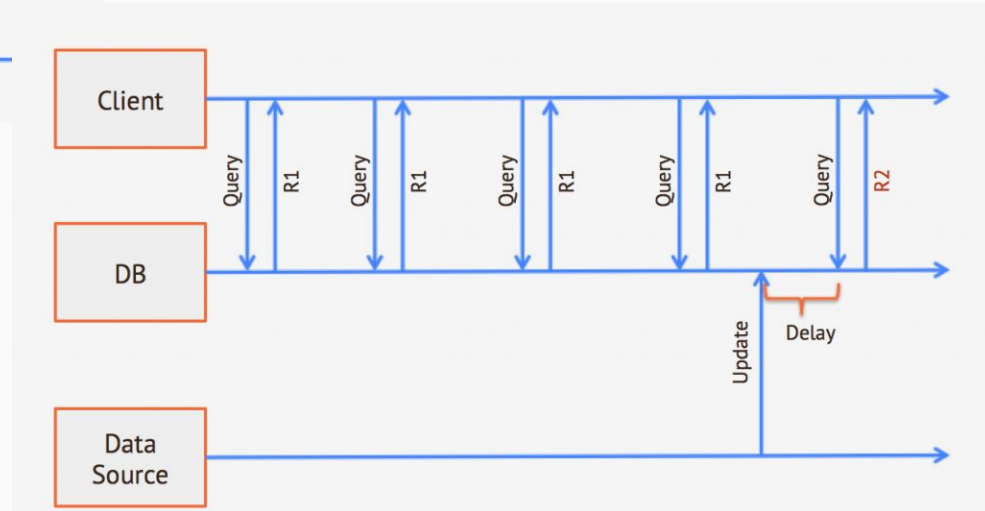 Client
Query
R1
Query
R1
Query
R1
Query
R1
Query
R2
DB
Update
Delay
Data
Source